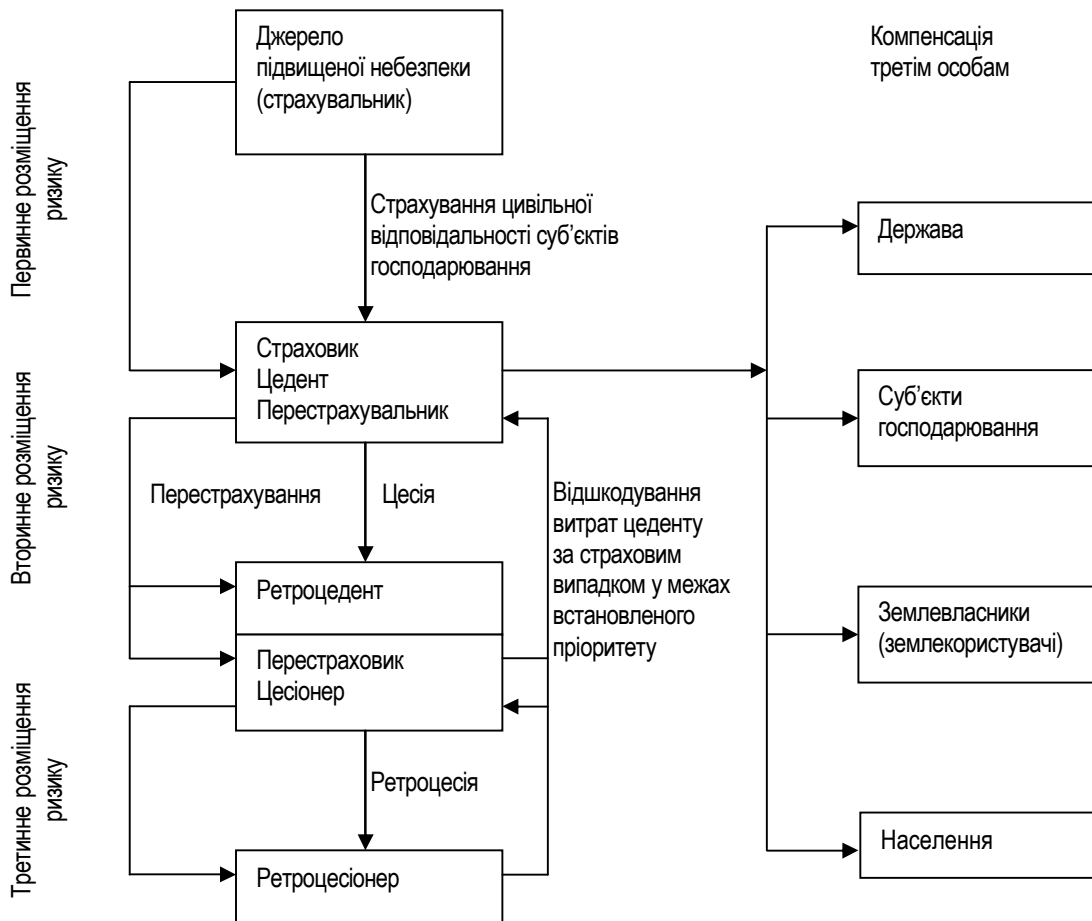 Джерело
підвищеної небезпеки
(страхувальник)
Компенсація
третім особам
Первинне розміщення
ризику
Страхування цивільної
відповідальності суб’єктів
господарювання
Держава
Страховик
Цедент
Перестрахувальник
Суб’єкти
господарювання
Вторинне розміщення
ризику
Перестрахування
Цесія
Відшкодування
витрат цеденту
за страховим
випадком у межах
встановленого
пріоритету
Ретроцедент
Перестраховик
Цесіонер
Землевласники
(землекористувачі)
Третинне розміщення
ризику
Ретроцесія
Ретроцесіонер
Населення